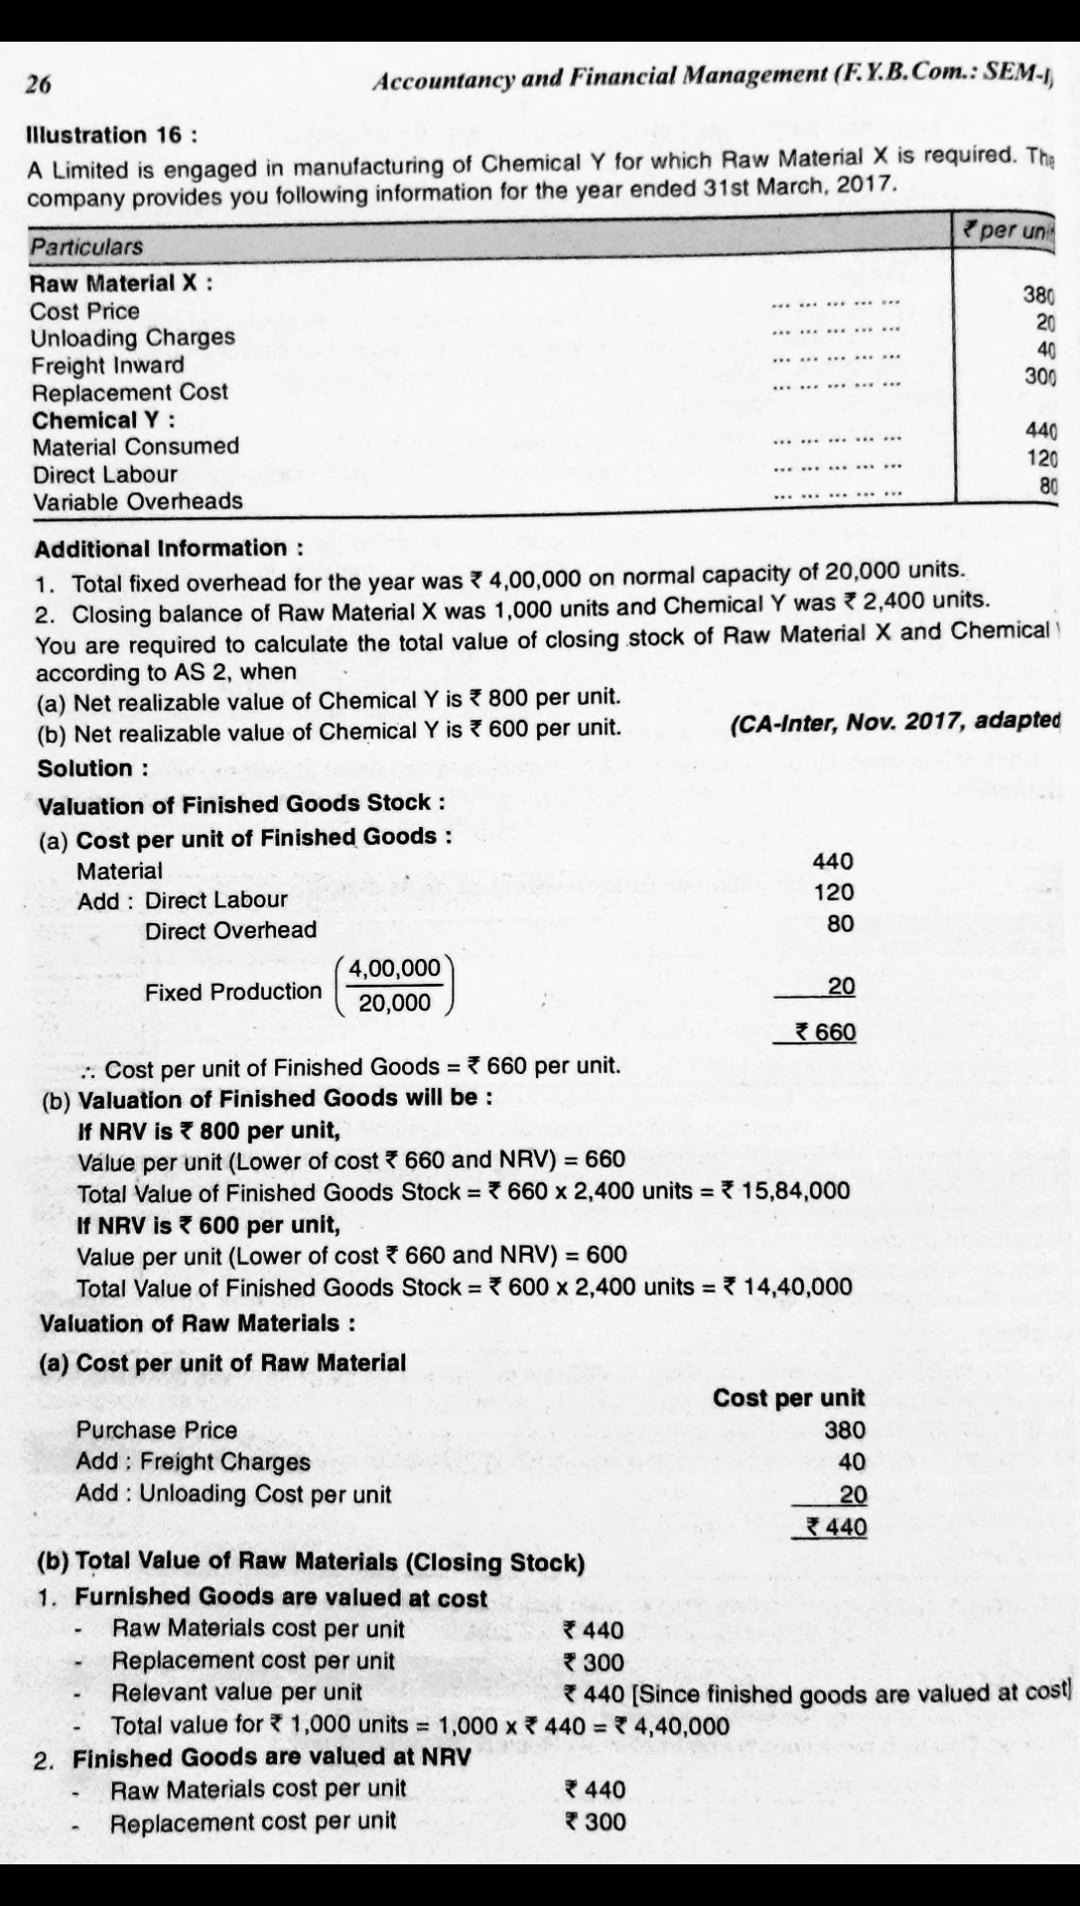 26 Accountancy and Financial Management (F.Y.B.Com.: SEM-I)
Illustration 16 :
A Limited is engaged in manufacturing of Chemical Y for which Raw Material X is required. The
company provides you following information for the year ended 31st March, 2017.
Particulars ₹ per unit
Raw Material X :
Cost Price ... ... ... ... ... 380
Unloading Charges ... ... ... ... ... 20
Freight Inward ... ... ... ... ... 40
Replacement Cost ... ... ... ... ... 300
Chemical Y :
Material Consumed ... ... ... ... ... 440
Direct Labour ... ... ... ... ... 120
Variable Overheads ... ... ... ... ... 80
Additional Information :
1. Total fixed overhead for the year was ₹ 4,00,000 on normal capacity of 20,000 units.
2. Closing balance of Raw Material X was 1,000 units and Chemical Y was ₹ 2,400 units.
You are required to calculate the total value of closing stock of Raw Material X and Chemical
according to AS 2, when
(a) Net realizable value of Chemical Y is ₹ 800 per unit.
(b) Net realizable value of Chemical Y is ₹ 600 per unit. (CA-Inter, Nov. 2017, adapted
Solution :
Valuation of Finished Goods Stock :
(a) Cost per unit of Finished Goods :
Material 440
Add : Direct Labour 120
Direct Overhead 80
Fixed Production (4,00,000 / 20,000) 20
₹ 660
∴ Cost per unit of Finished Goods = ₹ 660 per unit.
(b) Valuation of Finished Goods will be :
If NRV is ₹ 800 per unit,
Value per unit (Lower of cost ₹ 660 and NRV) = 660
Total Value of Finished Goods Stock = ₹ 660 x 2,400 units = ₹ 15,84,000
If NRV is ₹ 600 per unit,
Value per unit (Lower of cost ₹ 660 and NRV) = 600
Total Value of Finished Goods Stock = ₹ 600 x 2,400 units = ₹ 14,40,000
Valuation of Raw Materials :
(a) Cost per unit of Raw Material
Cost per unit
Purchase Price 380
Add : Freight Charges 40
Add : Unloading Cost per unit 20
₹ 440
(b) Total Value of Raw Materials (Closing Stock)
1. Furnished Goods are valued at cost
- Raw Materials cost per unit ₹ 440
- Replacement cost per unit ₹ 300
- Relevant value per unit ₹ 440 [Since finished goods are valued at cost]
- Total value for ₹ 1,000 units = 1,000 x ₹ 440 = ₹ 4,40,000
2. Finished Goods are valued at NRV
- Raw Materials cost per unit ₹ 440
- Replacement cost per unit ₹ 300